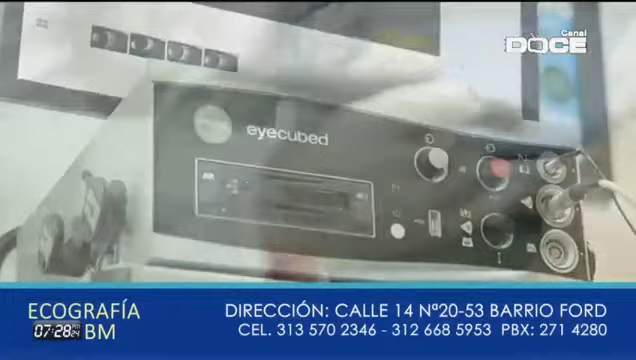 Canal
DOCE
eyecubed
ECOGRAFÍA
BM
07:28
DIRECCIÓN: CALLE 14 Nª20-53 BARRIO FORD
CEL. 313 570 2346 - 312 668 5953 PBX: 271 4280